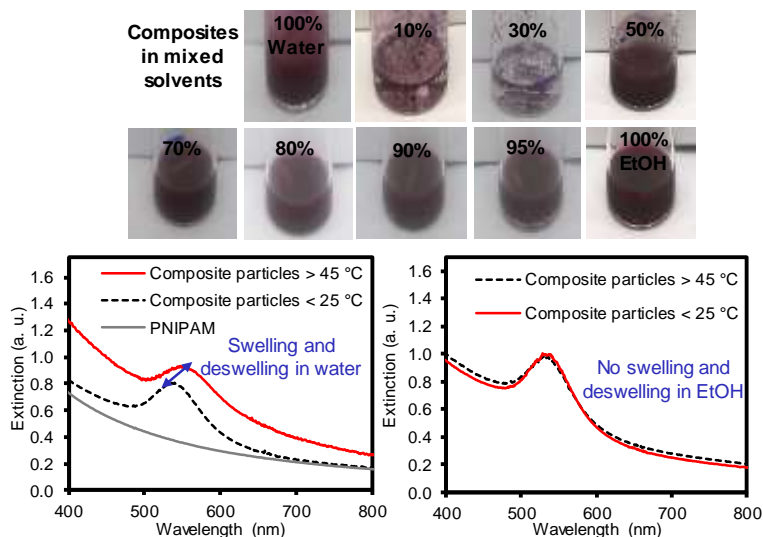 Composites
in mixed
solvents
100%
Water
10%
30%
50%
70%
80%
90%
95%
100%
EtOH
1.6
1.4
1.2
1.0
0.8
0.6
0.4
0.2
0.0
Extinction (a. u.)
Composite particles > 45 °C
Composite particles < 25 °C
PNIPAM
Swelling and
deswelling in water
400 500 600 700 800
Wavelength (nm)
1.6
1.4
1.2
1.0
0.8
0.6
0.4
0.2
0.0
Extinction (a. u.)
Composite particles > 45 °C
Composite particles < 25 °C
No swelling and
deswelling in EtOH
400 500 600 700 800
Wavelength (nm)